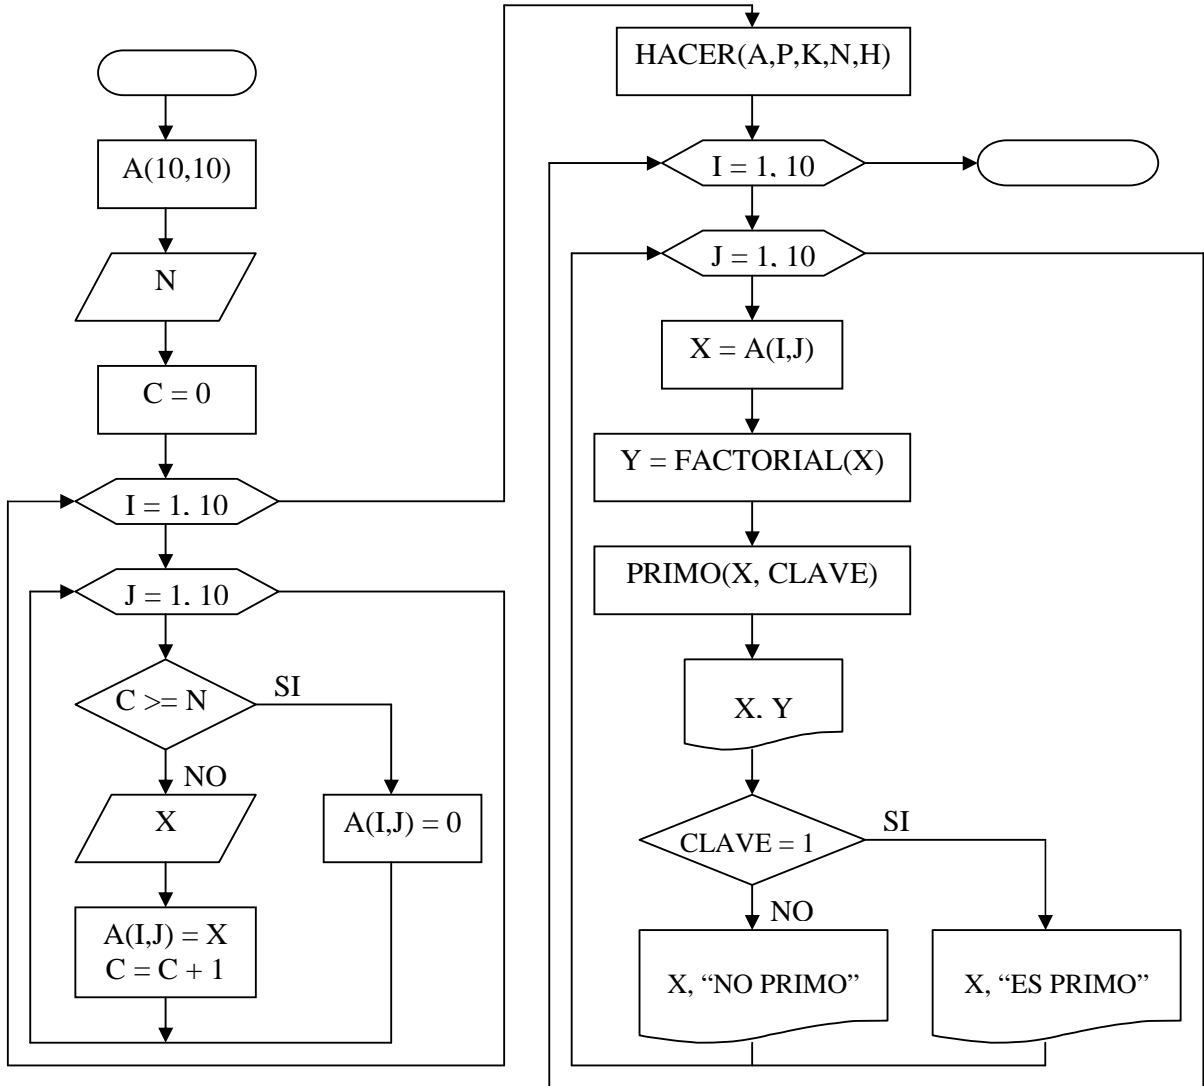 A(10,10)
N
C = 0
I = 1, 10
J = 1, 10
C >= N
SI
NO
X
A(I,J) = 0
A(I,J) = X
C = C + 1
HACER(A,P,K,N,H)
I = 1, 10
J = 1, 10
X = A(I,J)
Y = FACTORIAL(X)
PRIMO(X, CLAVE)
X, Y
CLAVE = 1
SI
NO
X, “NO PRIMO”
X, “ES PRIMO”